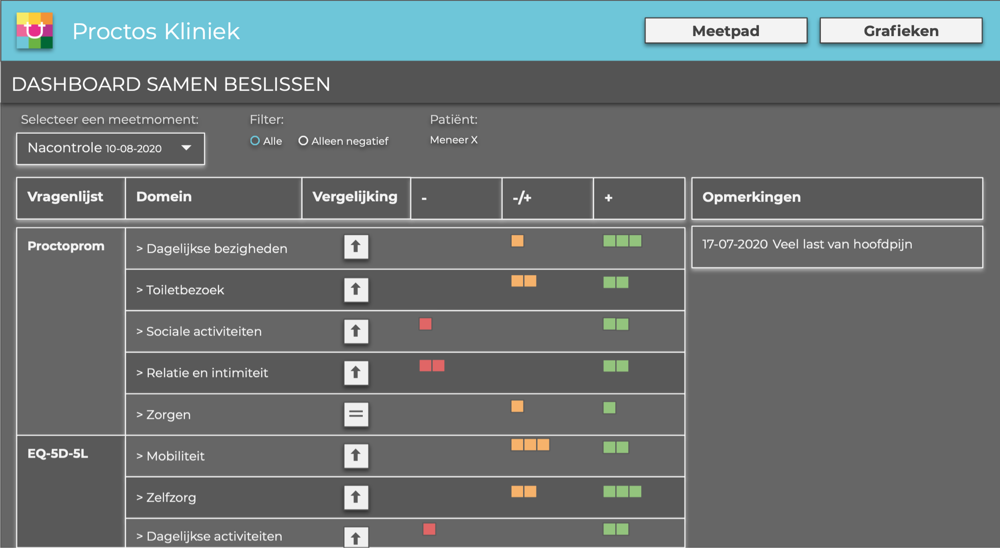 Proctos Kliniek
Meetpad
Grafieken
DASHBOARD SAMEN BESLISSEN
Selecteer een meetmoment:
Filter:
Patiënt:
Nacontrole 10-08-2020
Alle
Alleen negatief
Meneer X
Vragenlijst
Domein
Vergelijking
-
-/+
+
Opmerkingen
Proctoprom
> Dagelijkse bezigheden
17-07-2020 Veel last van hoofdpijn
> Toiletbezoek
> Sociale activiteiten
> Relatie en intimiteit
> Zorgen
EQ-5D-5L
> Mobiliteit
> Zelfzorg
> Dagelijkse activiteiten